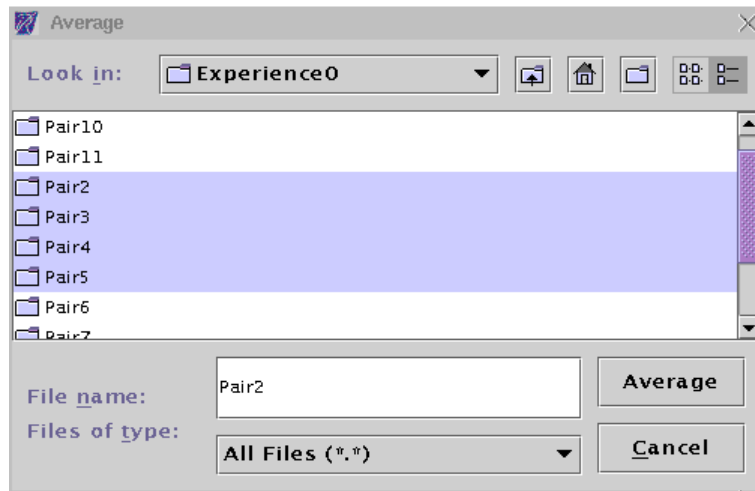 Average
Look in: Experience0
Pair10
Pair11
Pair2
Pair3
Pair4
Pair5
Pair6
Pair7
File name: Pair2
Average
Files of type: All Files (*.*)
Cancel